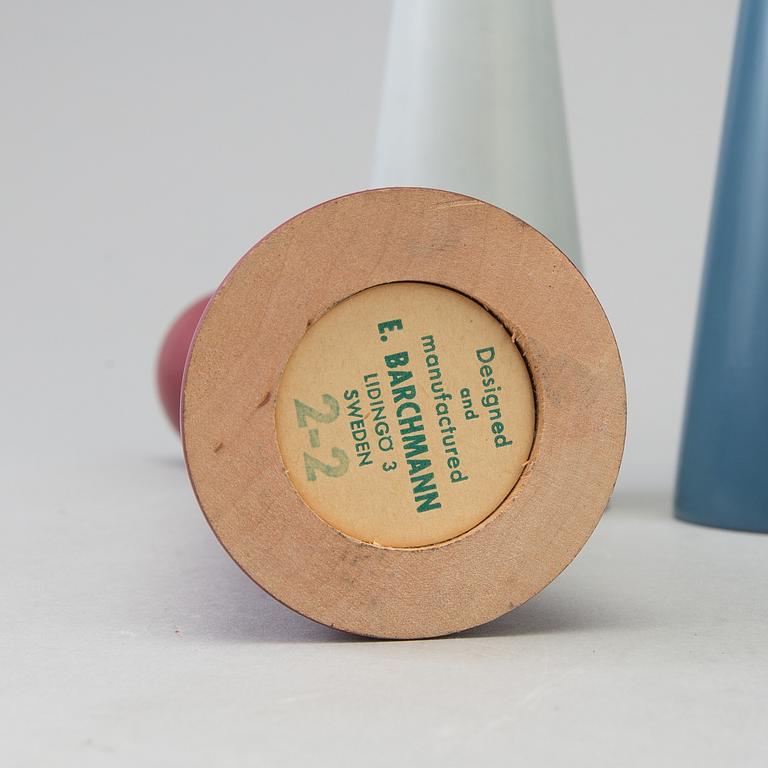 Designed
and
manufactured
E. BARCHMANN
LIDINGÖ 3
SWEDEN
2-2